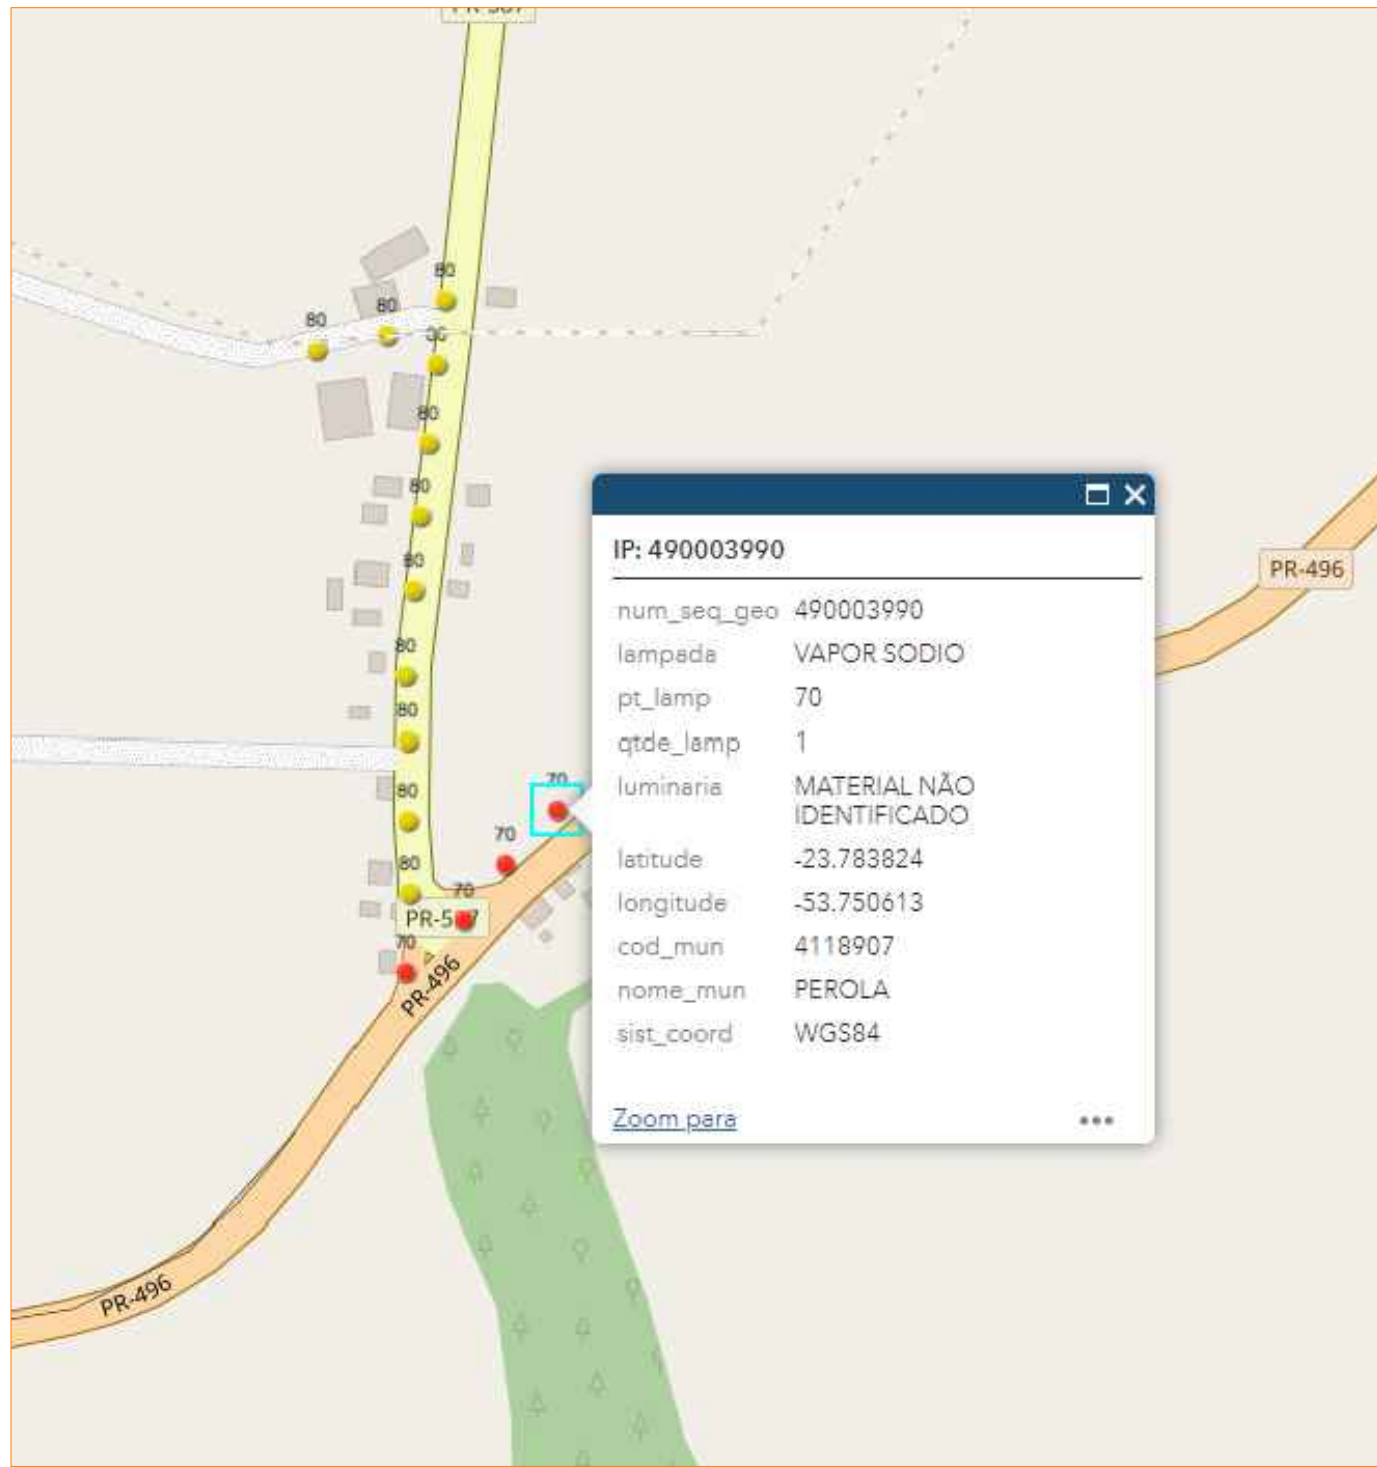 80
80
80
80
80
80
80
80
80
80
80
IP: 490003990
num_seq_geo 490003990
lampada VAPOR SODIO
pt_lamp 70
qtde_lamp 1
luminaria MATERIAL NÃO
IDENTIFICADO
latitude -23.783824
longitude -53.750613
cod_mun 4118907
nome_mun PEROLA
sist_coord WGS84
Zoom para
PR-496
70
70
70
70
PR-496
PR-496